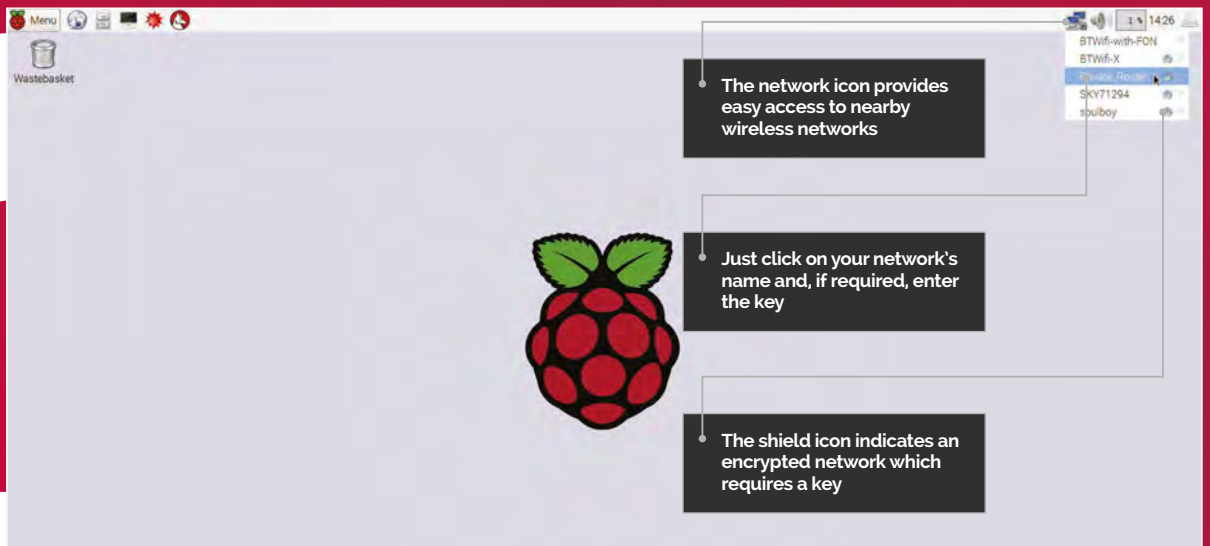 Menu
1 %
14:26
Wastebasket
BTWifi-with-FON
BTWifi-X
SKY71294
soulboy
The network icon provides
easy access to nearby
wireless networks
Just click on your network's
name and, if required, enter
the key
The shield icon indicates an
encrypted network which
requires a key